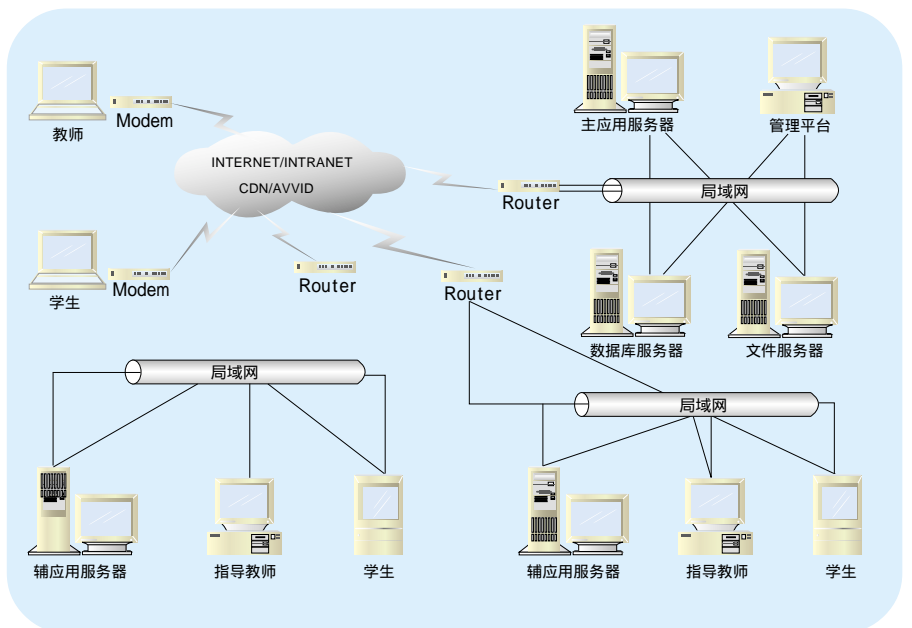 主应用服务器
管理平台
教师
Modem
INTERNET/INTRANET
CDN/AVVID
Router
局域网
学生
Modem
Router
Router
数据库服务器
文件服务器
局域网
局域网
辅应用服务器
指导教师
学生
辅应用服务器
指导教师
学生